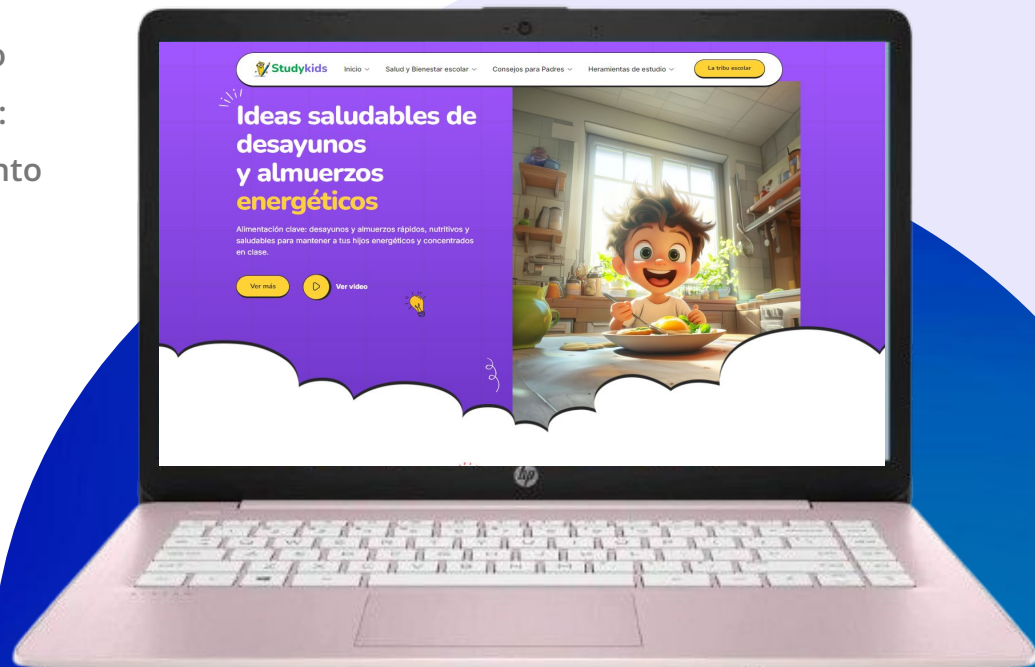 o
:
nto
Studykids
Inicio
Salud y Bienestar escolar
Consejos para Padres
Heramientas de estudio
La tribu escolar
Ideas saludables de
desayunos
y almuerzos
energéticos
Alimentación clave: desayunos y almuerzos rápidos, nutritivos y
saludables para mantener a tus hijos energéticos y concentrados
en clase.
Ver más
Ver video
hp